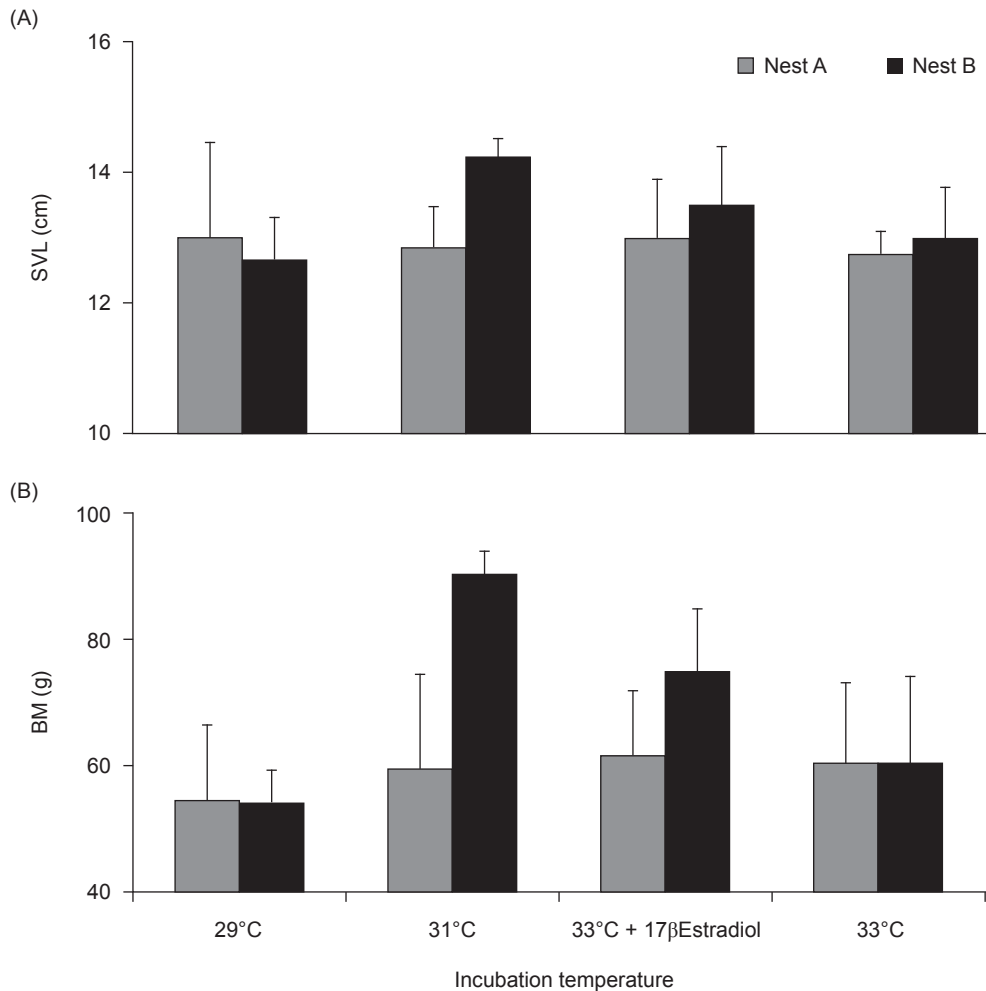 (A)
16
Nest A
Nest B
14
SVL (cm)
12
10
(B)
100
80
BM (g)
60
40
29°C
31°C
33°C + 17βEstradiol
33°C
Incubation temperature